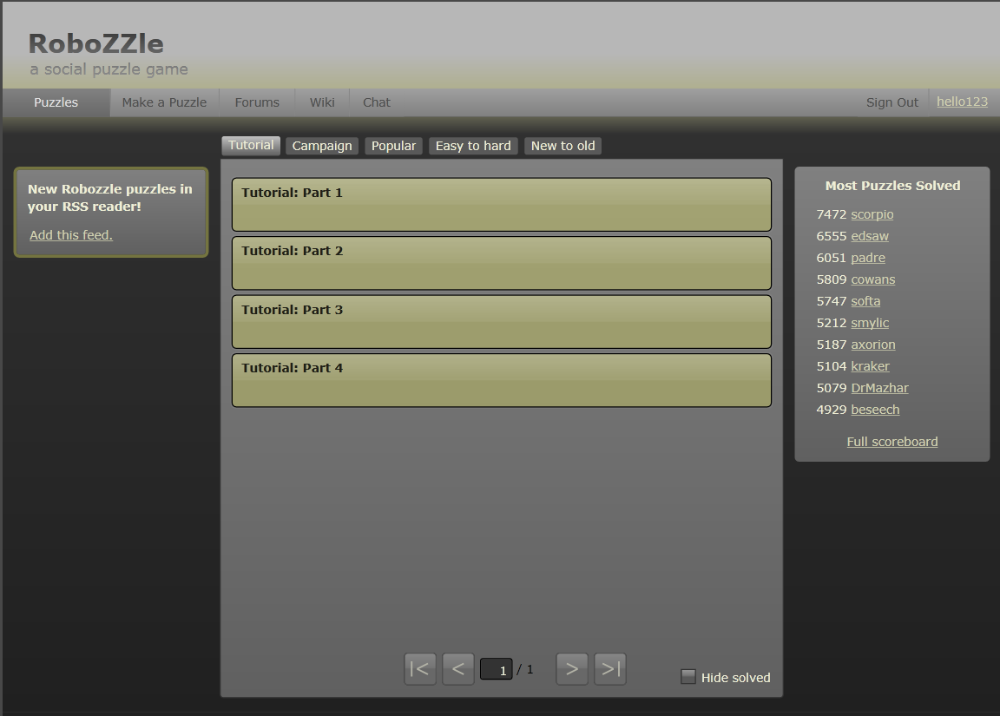 RoboZZle
a social puzzle game
Puzzles Make a Puzzle Forums Wiki Chat Sign Out hello123
Tutorial Campaign Popular Easy to hard New to old
New Robozzle puzzles in
your RSS reader!
Add this feed.
Tutorial: Part 1
Tutorial: Part 2
Tutorial: Part 3
Tutorial: Part 4
|< < 1 / 1 > >|
Hide solved
Most Puzzles Solved
7472 scorpio
6555 edsaw
6051 padre
5809 cowans
5747 softa
5212 smylic
5187 axorion
5104 kraker
5079 DrMazhar
4929 beseech
Full scoreboard